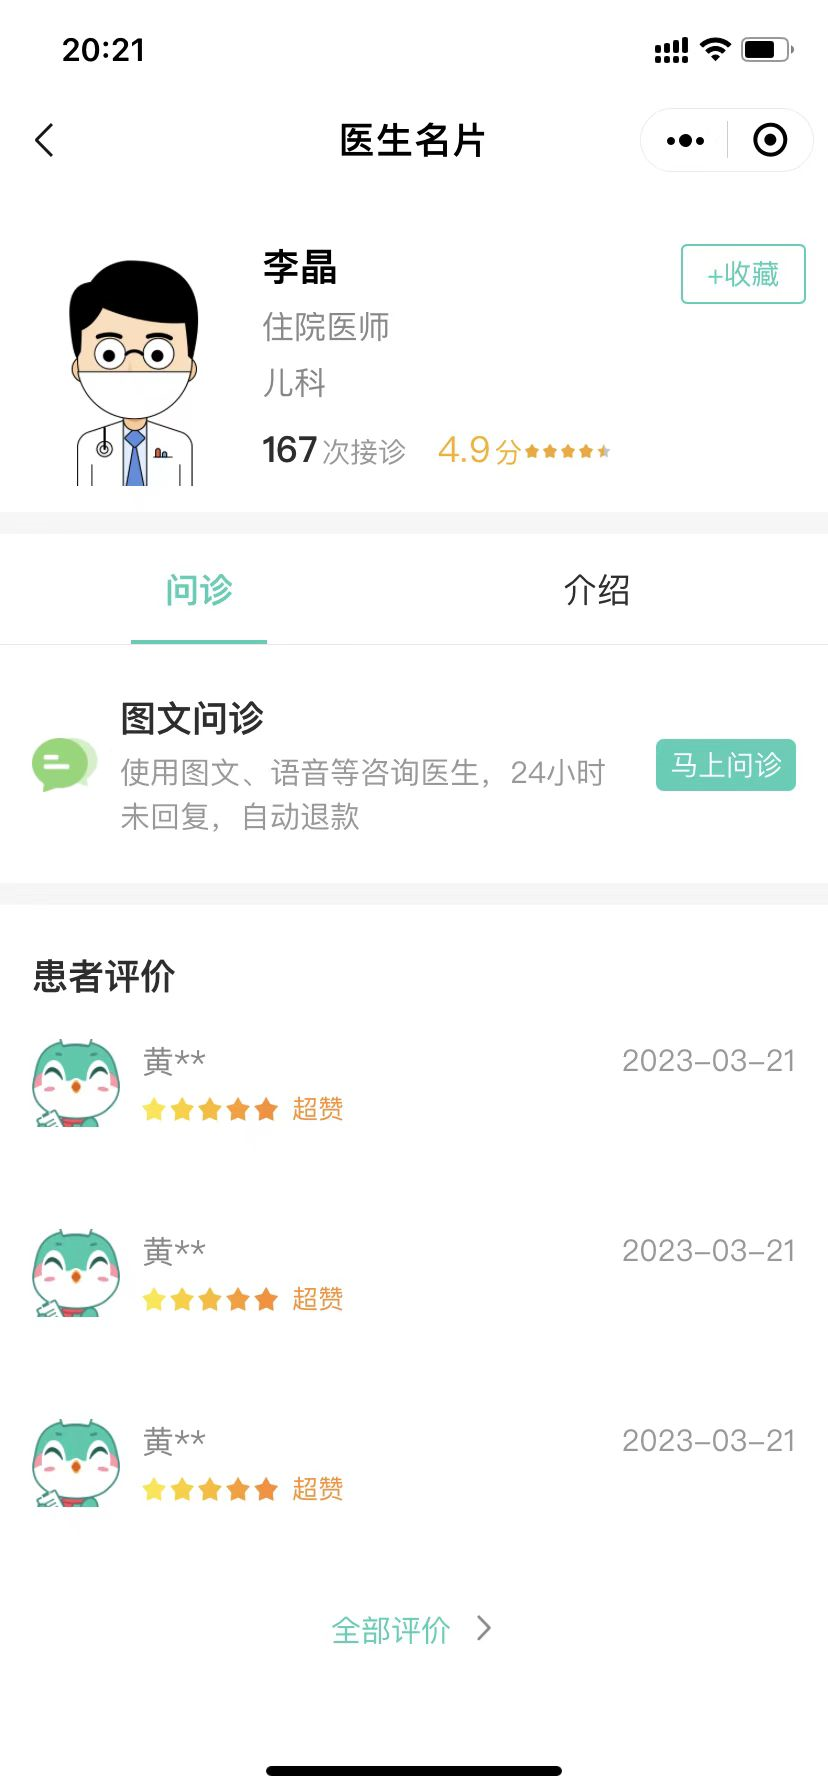 20:21
医生名片
李晶
+收藏
住院医师
儿科
167次接诊 4.9分
问诊
介绍
图文问诊
使用图文、语音等咨询医生，24小时
未回复，自动退款
马上问诊
患者评价
黄**
2023-03-21
超赞
黄**
2023-03-21
超赞
黄**
2023-03-21
超赞
全部评价